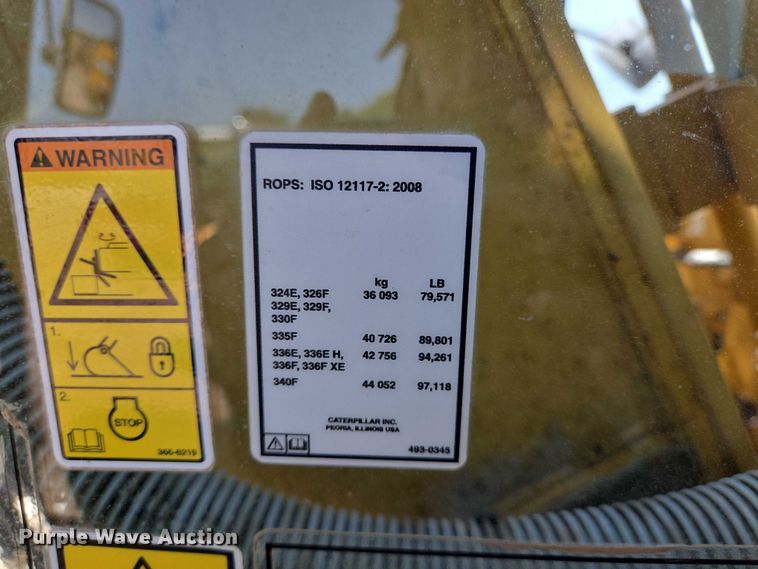 WARNING
1.
2.
STOP
366-6219
ROPS: ISO 12117-2: 2008
kg LB
324E, 326F 36 093 79,571
329E, 329F,
330F
335F 40 726 89,801
336E, 336E H, 42 756 94,261
336F, 336F XE
340F 44 052 97,118
CATERPILLAR INC.
PEORIA, ILLINOIS USA
493-0345
Purple Wave Auction